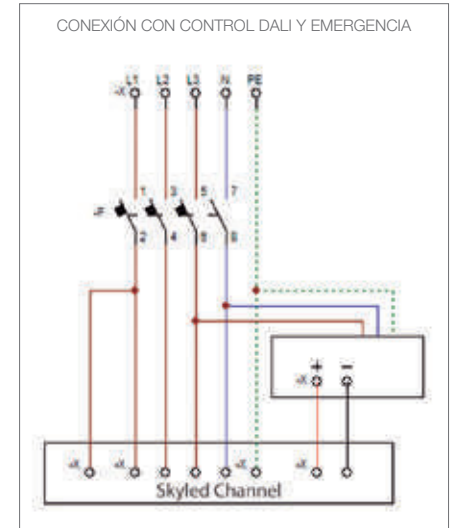 CONEXIÓN CON CONTROL DALI Y EMERGENCIA
L1 L2 L3 N PE
-X
1 3 5 7
2 4 6 8
+ −
-X
-X -X -X -X -X
Skyled Channel